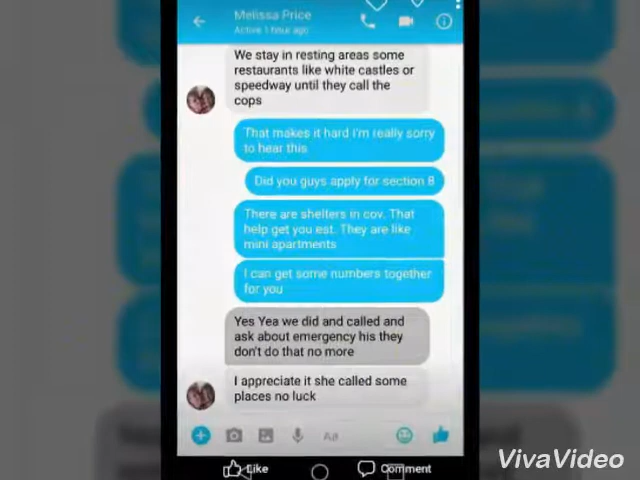 Melissa Price
Active 1 hour ago
We stay in resting areas some
restaurants like white castles or
speedway until they call the
cops
That makes it hard I'm really sorry
to hear this
Did you guys apply for section 8
There are shelters in cov. That
help get you est. They are like
mini apartments
I can get some numbers together
for you
Yes Yea we did and called and
ask about emergency his they
don't do that no more
I appreciate it she called some
places no luck
Aa
Like
Comment
VivaVideo